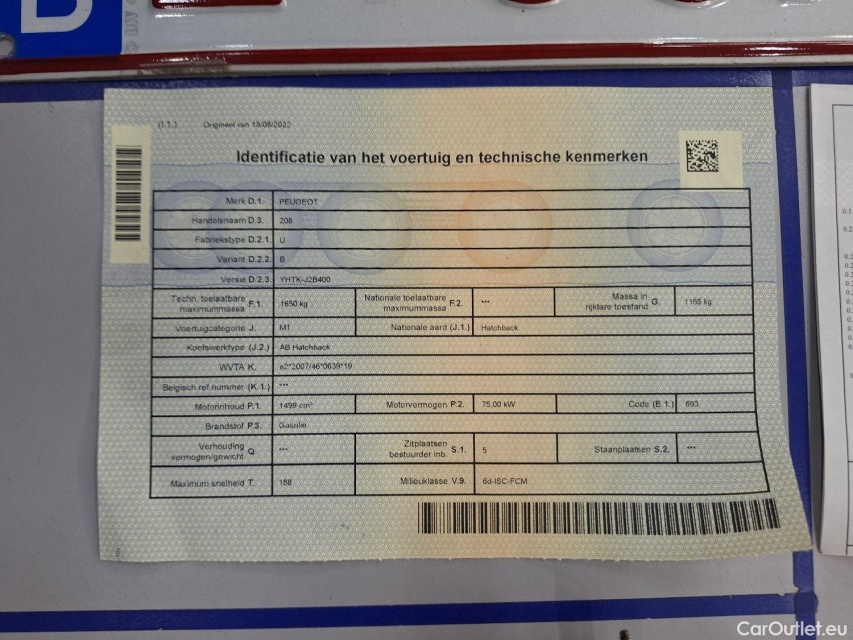 D
(I.1.) Origineel van 18/08/2022
Identificatie van het voertuig en technische kenmerken
Merk D.1. PEUGEOT
Handelsnaam D.3. 208
Fabriekstype D.2.1. U
Variant D.2.2. B
Versie D.2.3. YHTK-J2B400
Techn. toelaatbare maximummassa F.1. 1650 kg Nationale toelaatbare maximummassa F.2. *** Massa in rijklare toestand G. 1165 kg
Voertuigcategorie J. M1 Nationale aard (J.1.) Hatchback
Koetswerktype (J.2.) AB Hatchback
WVTA K. e2*2007/46*0639*19
Belgisch ref.nummer (K.1.) ***
Motorinhoud P.1. 1499 cm³ Motorvermogen P.2. 75.00 kW Code (E.1.) 693
Brandstof P.3. Gasolie
Verhouding vermogen/gewicht Q. *** Zitplaatsen bestuurder inb. S.1. 5 Staanplaatsen S.2. ***
Maximum snelheid T. 188 Milieuklasse V.9. 6d-ISC-FCM
CarOutlet.eu